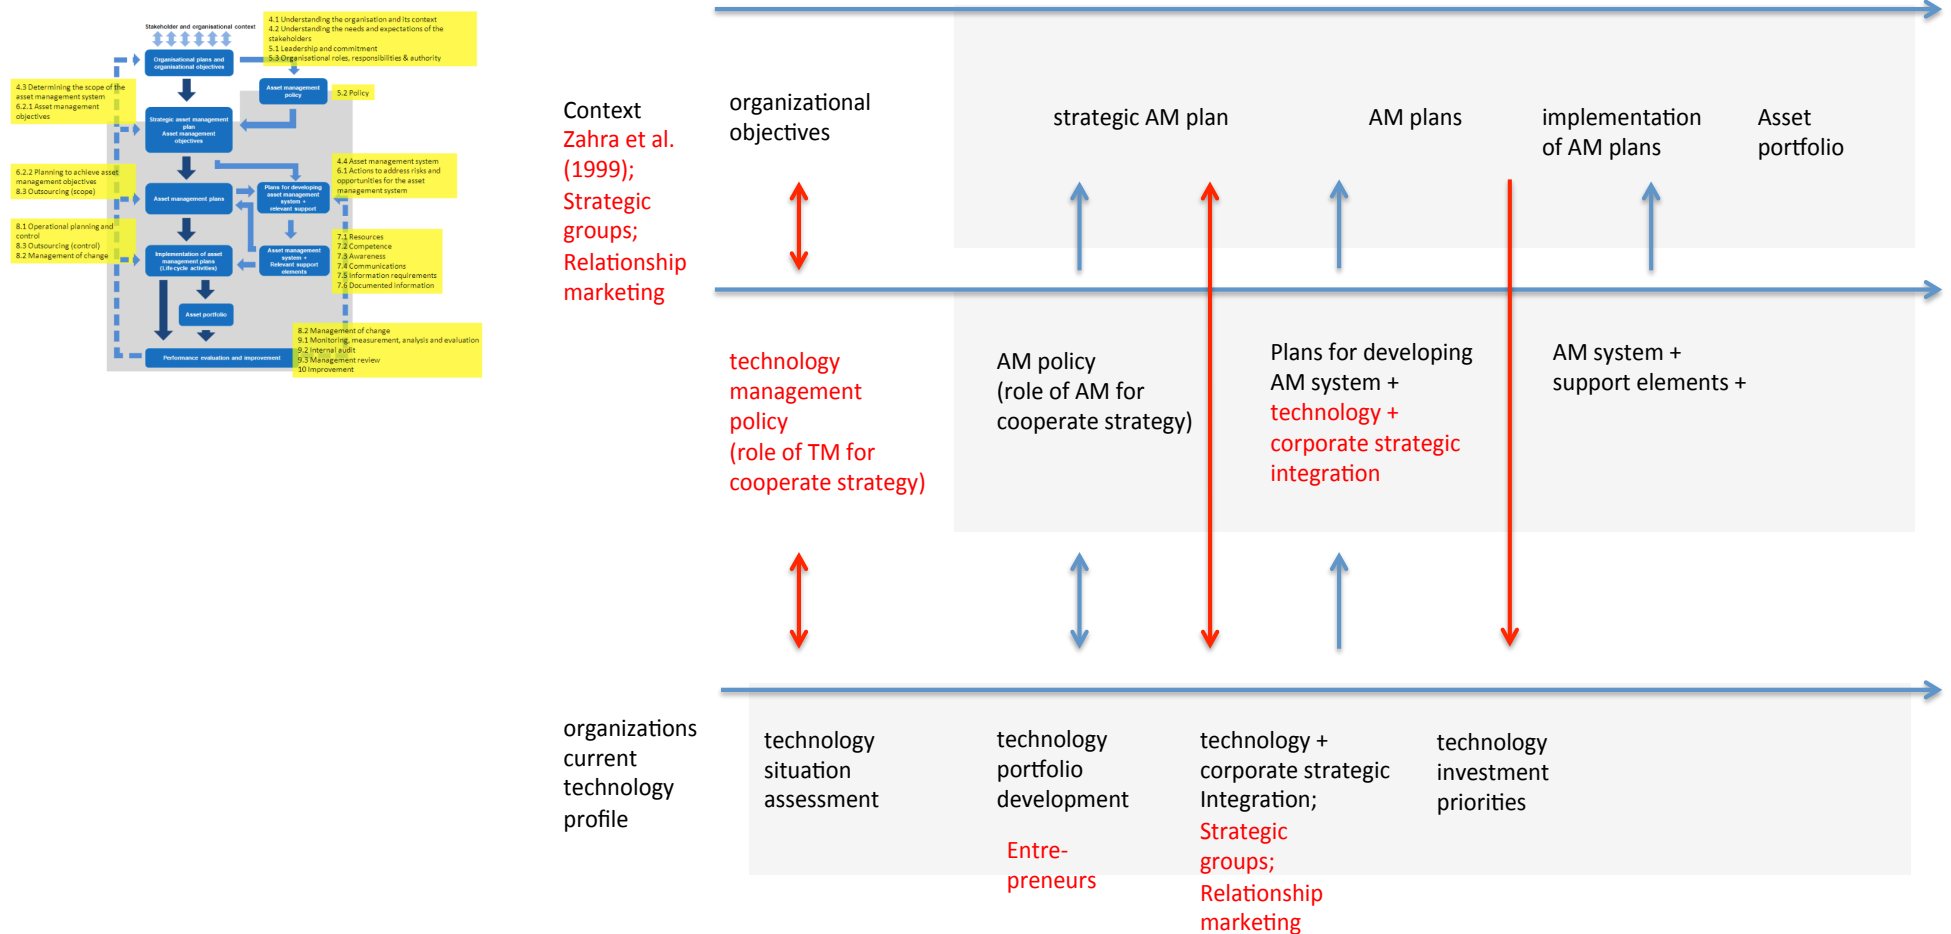 Stakeholder and organisational context
4.1 Understanding the organisation and its context
4.2 Understanding the needs and expectations of the
stakeholders
5.1 Leadership and commitment
5.3 Organisational roles, responsibilities & authority
Organisational plans and
organisational objectives
Asset management
policy
5.2 Policy
4.3 Determining the scope of the
asset management system
6.2.1 Asset management
objectives
Strategic asset management
plan
Asset management
objectives
4.4 Asset management system
6.1 Actions to address risks and
opportunities for the asset
management system
6.2.2 Planning to achieve asset
management objectives
8.3 Outsourcing (scope)
Asset management plans
Plans for developing
asset management
system +
relevant support
8.1 Operational planning and
control
8.3 Outsourcing (control)
8.2 Management of change
Implementation of asset
management plans
(Lifecycle activities)
Asset management
system +
Relevant support
elements
7.1 Resources
7.2 Competence
7.3 Awareness
7.4 Communications
7.5 Information requirements
7.6 Documented information
Asset portfolio
Performance evaluation and improvement
8.2 Management of change
9.1 Monitoring, measurement, analysis and evaluation
9.2 Internal audit
9.3 Management review
10 Improvement
Context
Zahra et al.
(1999);
Strategic
groups;
Relationship
marketing
organizational
objectives
strategic AM plan
AM plans
implementation
of AM plans
Asset
portfolio
technology
management
policy
(role of TM for
cooperate strategy)
AM policy
(role of AM for
cooperate strategy)
Plans for developing
AM system +
technology +
corporate strategic
integration
AM system +
support elements +
organizations
current
technology
profile
technology
situation
assessment
technology
portfolio
development
Entre-
preneurs
technology +
corporate strategic
Integration;
Strategic
groups;
Relationship
marketing
technology
investment
priorities